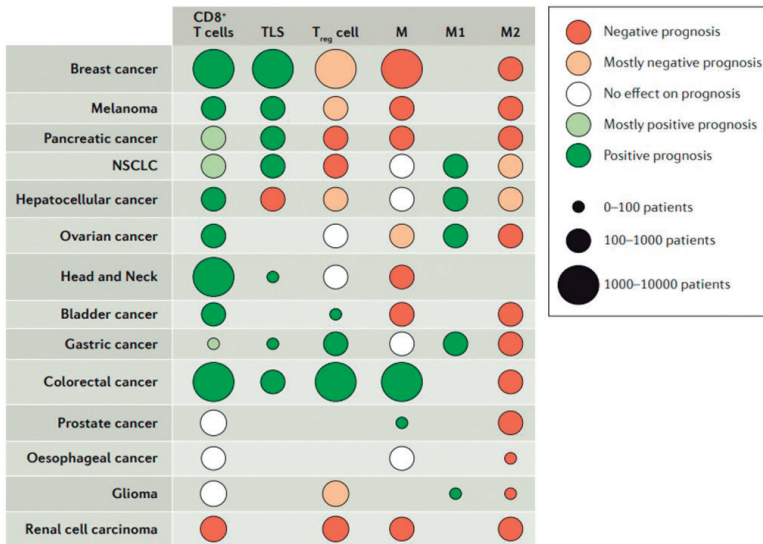 CD8⁺
T cells TLS Treg cell M M1 M2
Breast cancer
Melanoma
Pancreatic cancer
NSCLC
Hepatocellular cancer
Ovarian cancer
Head and Neck
Bladder cancer
Gastric cancer
Colorectal cancer
Prostate cancer
Oesophageal cancer
Glioma
Renal cell carcinoma
Negative prognosis
Mostly negative prognosis
No effect on prognosis
Mostly positive prognosis
Positive prognosis
0–100 patients
100–1000 patients
1000–10000 patients